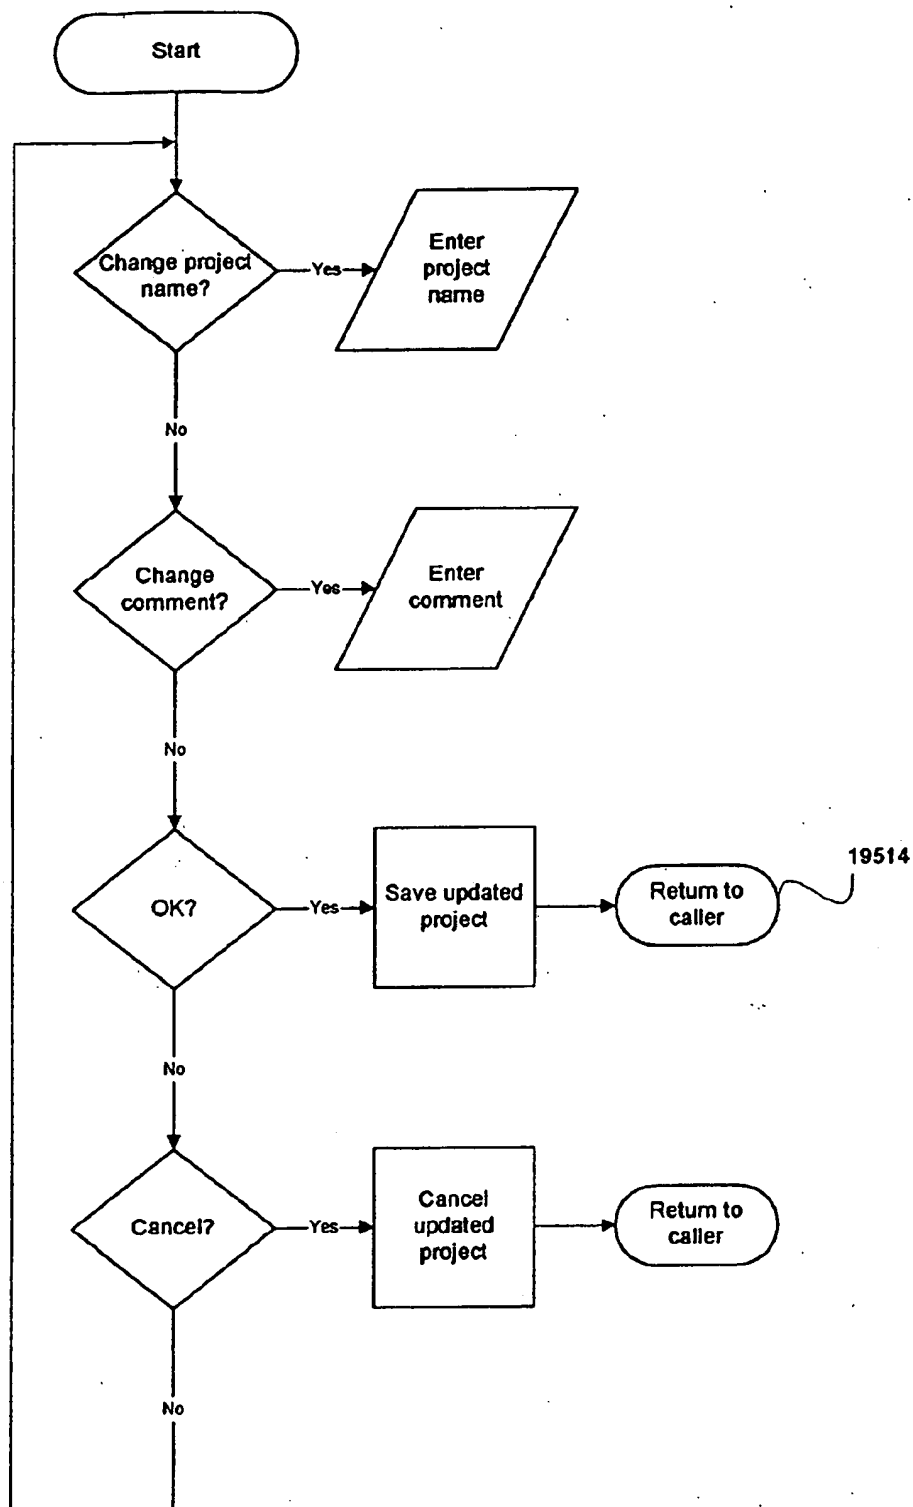 Start
Change project
name?
Yes
Enter
project
name
No
Change
comment?
Yes
Enter
comment
No
OK?
Yes
Save updated
project
Return to
caller
19514
No
Cancel?
Yes
Cancel
updated
project
Return to
caller
No